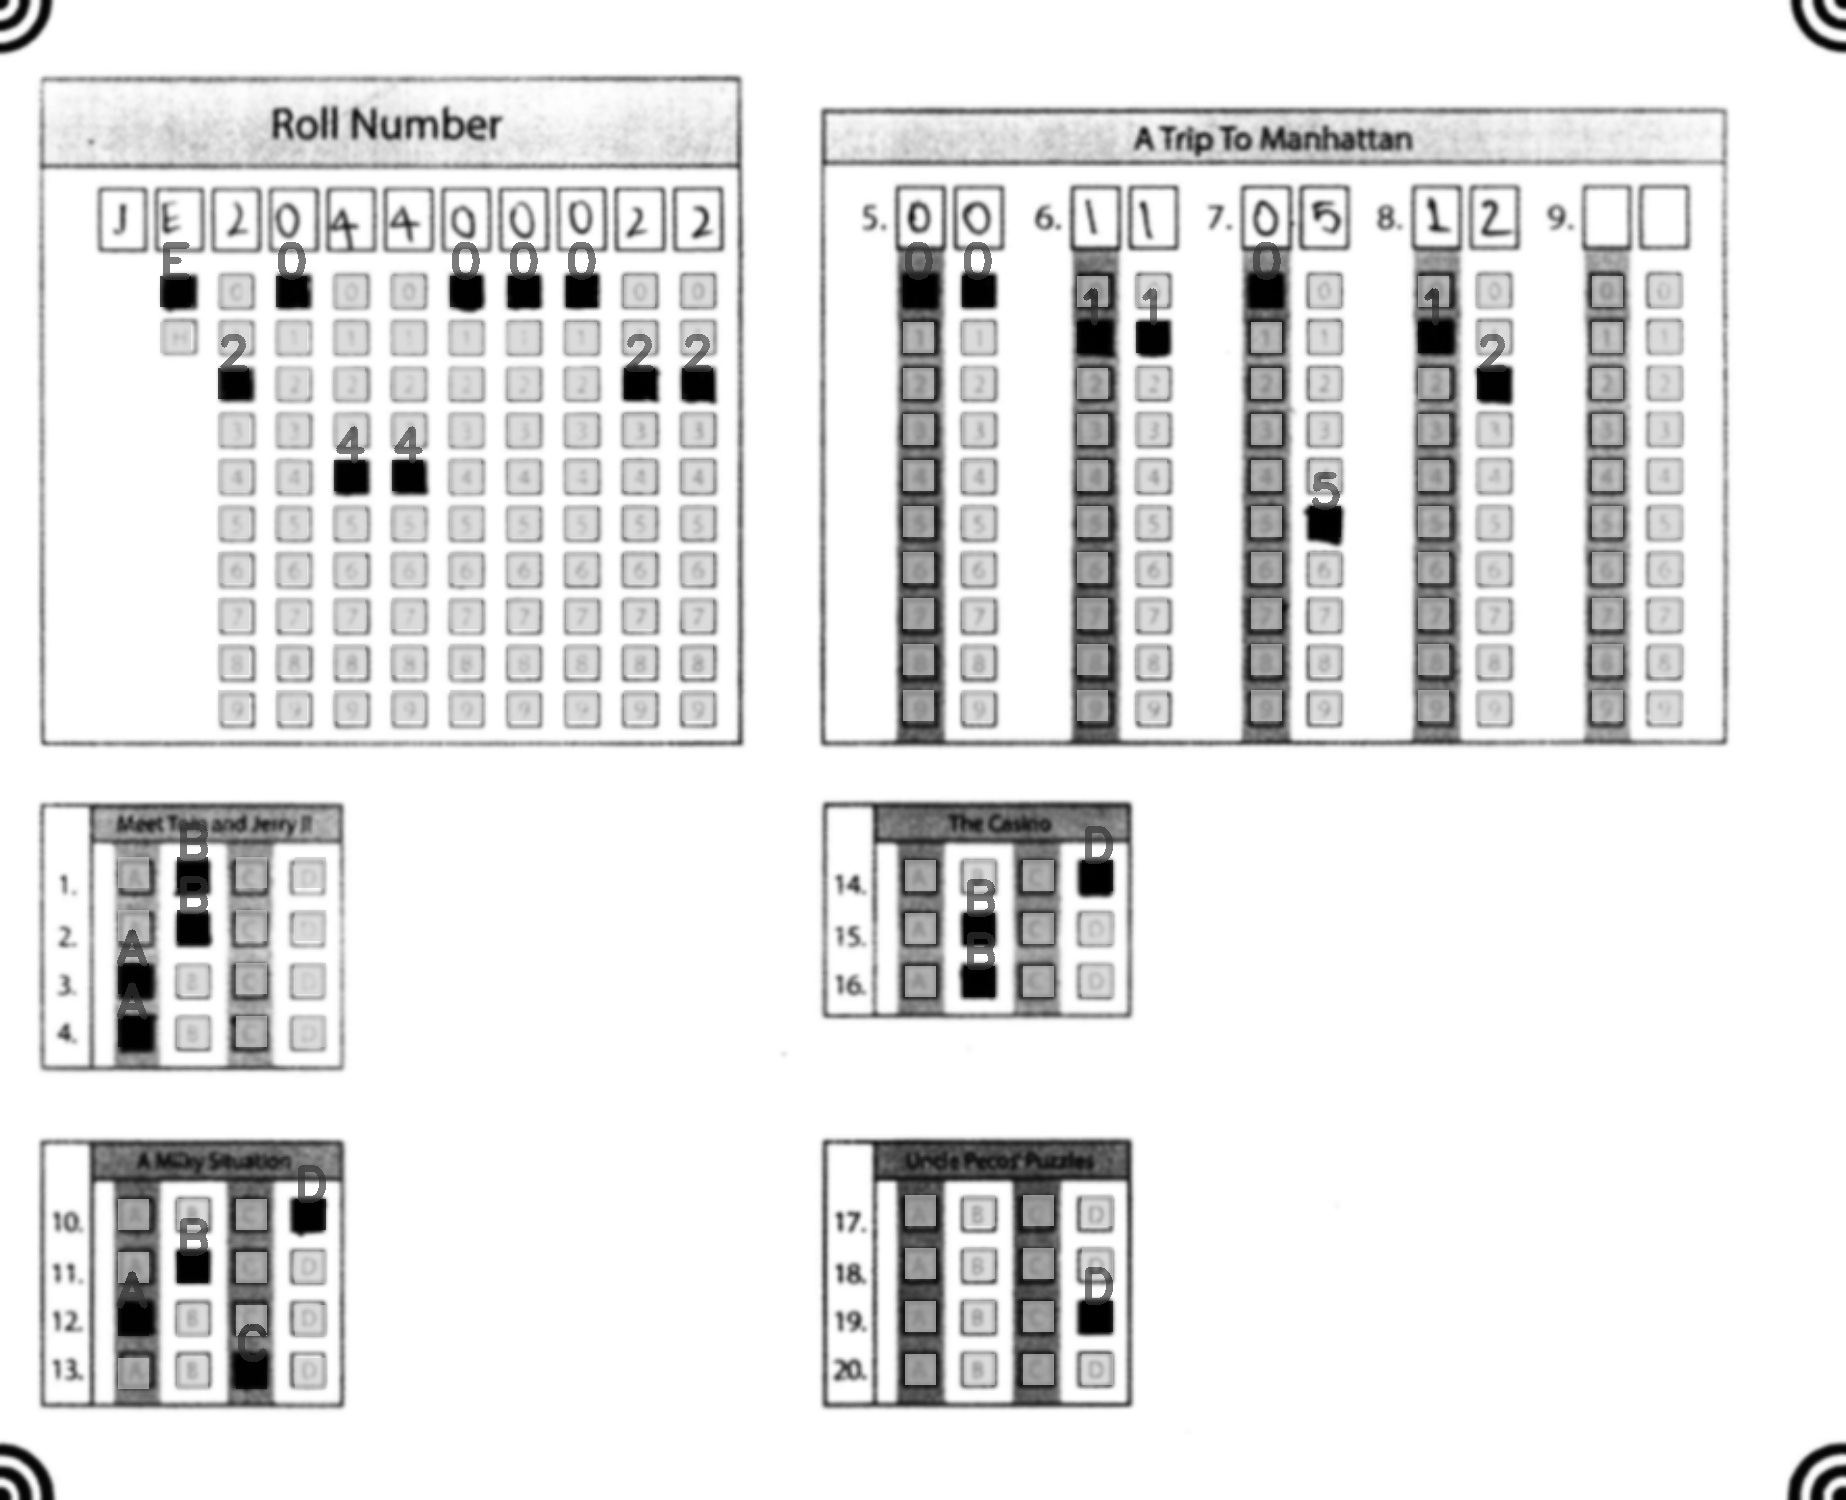 Roll Number
J E 2 0 4 4 0 0 0 2 2
E 0 0 0 0 0 0 0 0 0
H 2 1 1 1 1 1 1 2 2
2 2 2 2 2 2
3 3 4 4 3 3 3 3 3
4 4 4 4 4 4 4
5 5 5 5 5 5 5 5 5
6 6 6 6 6 6 6 6 6
7 7 7 7 7 7 7 7 7
8 8 8 8 8 8 8 8 8
9 9 9 9 9 9 9 9 9
A Trip To Manhattan
5. 0 0 6. 1 1 7. 0 5 8. 1 2 9.
0 0 0 0 0 0 0 0
1 1 1 1 1 1 1 2 1 1
2 2 2 2 2 2 2 2 2
3 3 3 3 3 3 3 3 3 3
4 4 4 4 4 5 4 4 4 4
5 5 5 5 5 5 5 5 5
6 6 6 6 6 6 6 6 6 6
7 7 7 7 7 7 7 7 7 7
8 8 8 8 8 8 8 8 8 8
9 9 9 9 9 9 9 9 9 9
Meet Tom and Jerry !!
1. A B C D
2. A B C D
3. A B C D
4. A B C D
The Casino
14. A B C D
15. A B C D
16. A B C D
A Milky Situation
10. A B C D
11. A B C D
12. A B C D
13. A B C D
Uncle Pecos' Puzzles
17. A B C D
18. A B C D
19. A B C D
20. A B C D